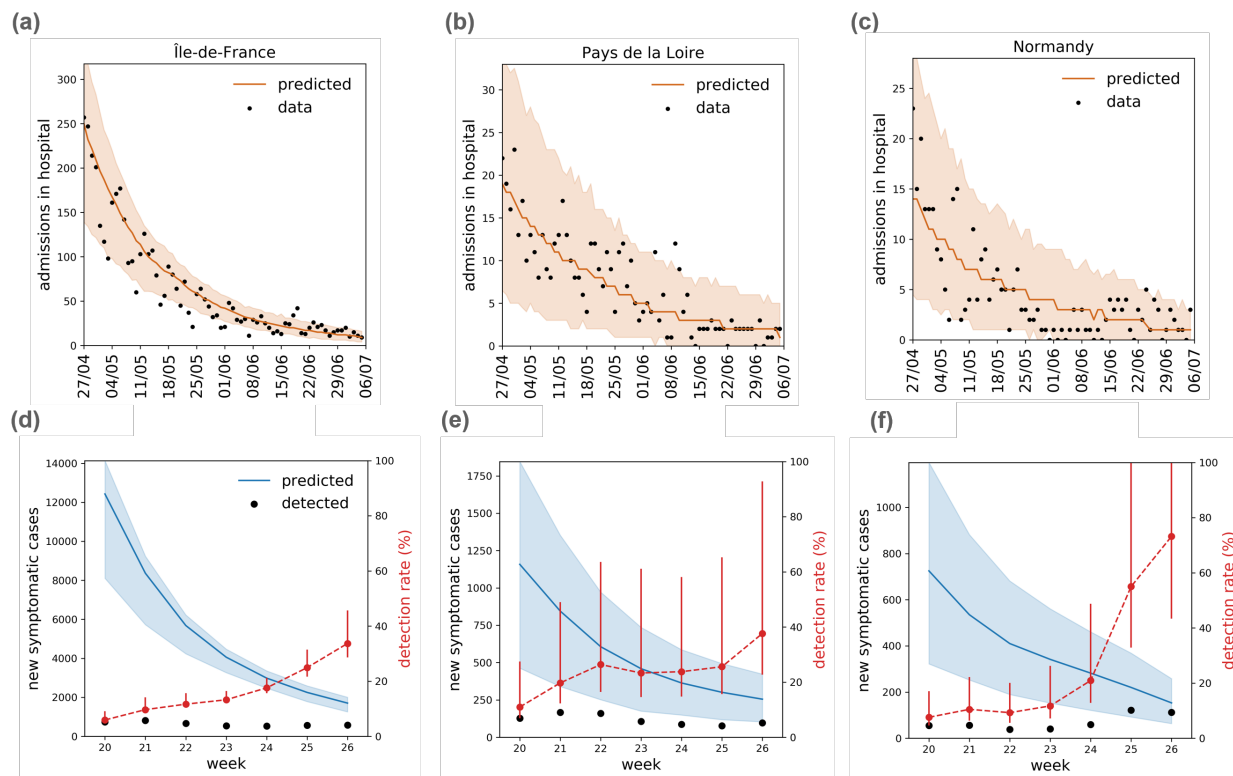 (a)
Île-de-France
predicted
data
admissions in hospital
300
250
200
150
100
50
0
27/04
04/05
11/05
18/05
25/05
01/06
08/06
15/06
22/06
29/06
06/07
(b)
Pays de la Loire
predicted
data
admissions in hospital
30
25
20
15
10
5
0
27/04
04/05
11/05
18/05
25/05
01/06
08/06
15/06
22/06
29/06
06/07
(c)
Normandy
predicted
data
admissions in hospital
25
20
15
10
5
0
27/04
04/05
11/05
18/05
25/05
01/06
08/06
15/06
22/06
29/06
06/07
(d)
predicted
detected
new symptomatic cases
14000
12000
10000
8000
6000
4000
2000
0
detection rate (%)
100
80
60
40
20
0
20 21 22 23 24 25 26
week
(e)
new symptomatic cases
1750
1500
1250
1000
750
500
250
0
detection rate (%)
100
80
60
40
20
0
20 21 22 23 24 25 26
week
(f)
new symptomatic cases
1000
800
600
400
200
0
detection rate (%)
100
80
60
40
20
0
20 21 22 23 24 25 26
week